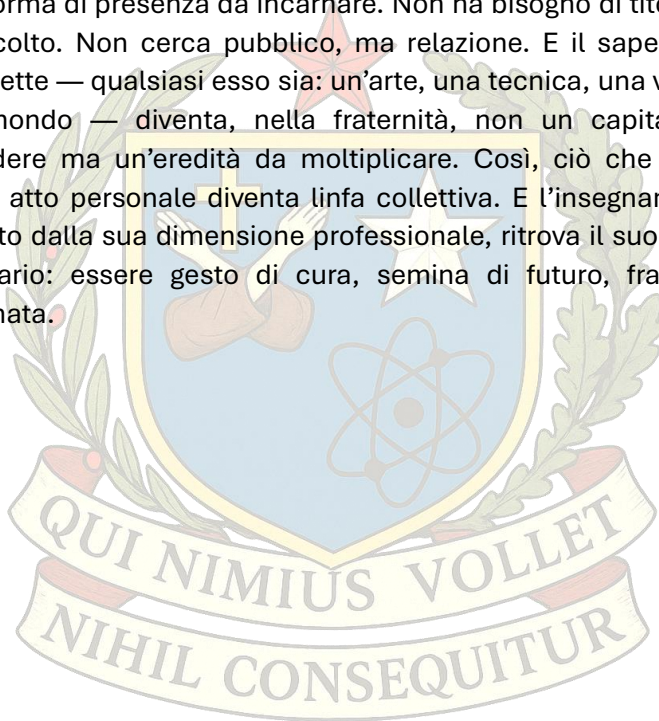 orma di presenza da incarnare. Non ha bisogno di tito
colto. Non cerca pubblico, ma relazione. E il sape
ette — qualsiasi esso sia: un’arte, una tecnica, una v
mondo — diventa, nella fraternità, non un capita
dere ma un’eredità da moltiplicare. Così, ciò che
atto personale diventa linfa collettiva. E l’insegnar
to dalla sua dimensione professionale, ritrova il suo
ario: essere gesto di cura, semina di futuro, fra
nata.
QUI NIMIUS VOLLET
NIHIL CONSEQUITUR